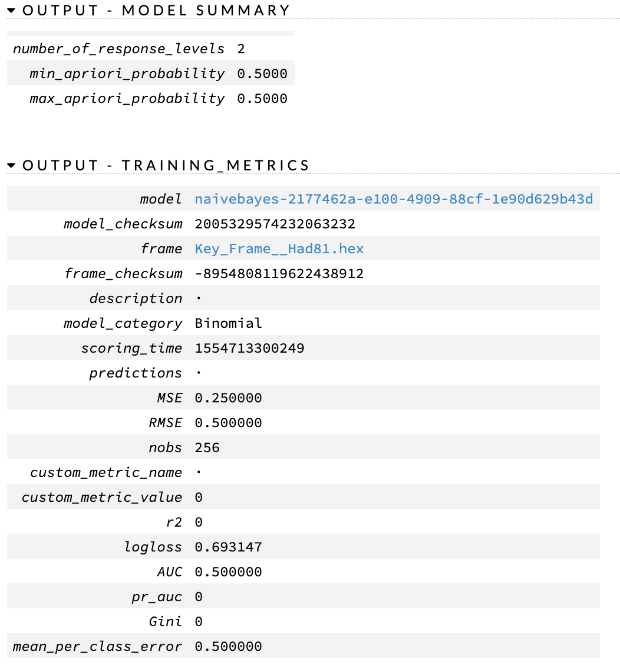 OUTPUT - MODEL SUMMARY
number_of_response_levels 2
min_apriori_probability 0.5000
max_apriori_probability 0.5000
OUTPUT - TRAINING_METRICS
model naivebayes-2177462a-e100-4909-88cf-1e90d629b43d
model_checksum 2005329574232063232
frame Key_Frame__Had81.hex
frame_checksum -8954808119622438912
description ·
model_category Binomial
scoring_time 1554713300249
predictions ·
MSE 0.250000
RMSE 0.500000
nobs 256
custom_metric_name ·
custom_metric_value 0
r2 0
logloss 0.693147
AUC 0.500000
pr_auc 0
Gini 0
mean_per_class_error 0.500000